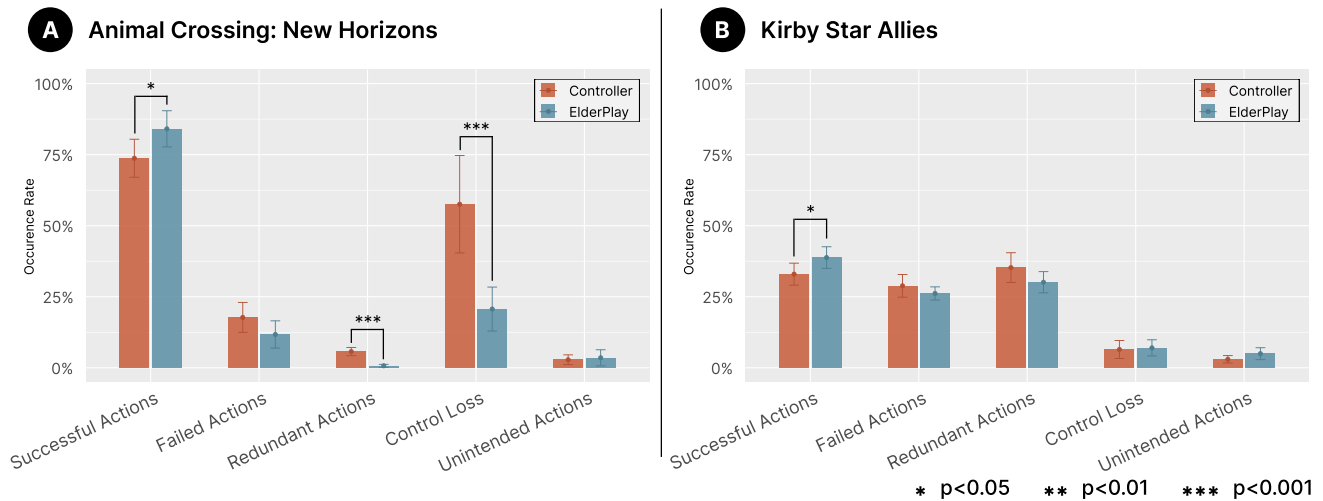 A Animal Crossing: New Horizons
100%
75%
50%
25%
0%
Occurence Rate
*
***
***
Controller
ElderPlay
Successful Actions
Failed Actions
Redundant Actions
Control Loss
Unintended Actions
B Kirby Star Allies
100%
75%
50%
25%
0%
Occurence Rate
*
Controller
ElderPlay
Successful Actions
Failed Actions
Redundant Actions
Control Loss
Unintended Actions
* p<0.05 ** p<0.01 *** p<0.001